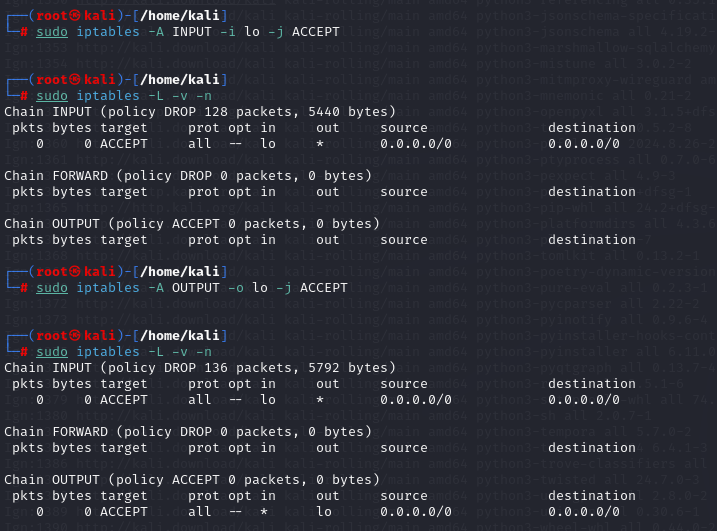 ┌──(root㉿kali)-[/home/kali]
└─# sudo iptables -A INPUT -i lo -j ACCEPT
┌──(root㉿kali)-[/home/kali]
└─# sudo iptables -L -v -n
Chain INPUT (policy DROP 128 packets, 5440 bytes)
 pkts bytes target     prot opt in     out     source               destination
    0     0 ACCEPT     all  --  lo     *       0.0.0.0/0            0.0.0.0/0
Chain FORWARD (policy DROP 0 packets, 0 bytes)
 pkts bytes target     prot opt in     out     source               destination
Chain OUTPUT (policy ACCEPT 0 packets, 0 bytes)
 pkts bytes target     prot opt in     out     source               destination
┌──(root㉿kali)-[/home/kali]
└─# sudo iptables -A OUTPUT -o lo -j ACCEPT
┌──(root㉿kali)-[/home/kali]
└─# sudo iptables -L -v -n
Chain INPUT (policy DROP 136 packets, 5792 bytes)
 pkts bytes target     prot opt in     out     source               destination
    0     0 ACCEPT     all  --  lo     *       0.0.0.0/0            0.0.0.0/0
Chain FORWARD (policy DROP 0 packets, 0 bytes)
 pkts bytes target     prot opt in     out     source               destination
Chain OUTPUT (policy ACCEPT 0 packets, 0 bytes)
 pkts bytes target     prot opt in     out     source               destination
    0     0 ACCEPT     all  --  *      lo      0.0.0.0/0            0.0.0.0/0